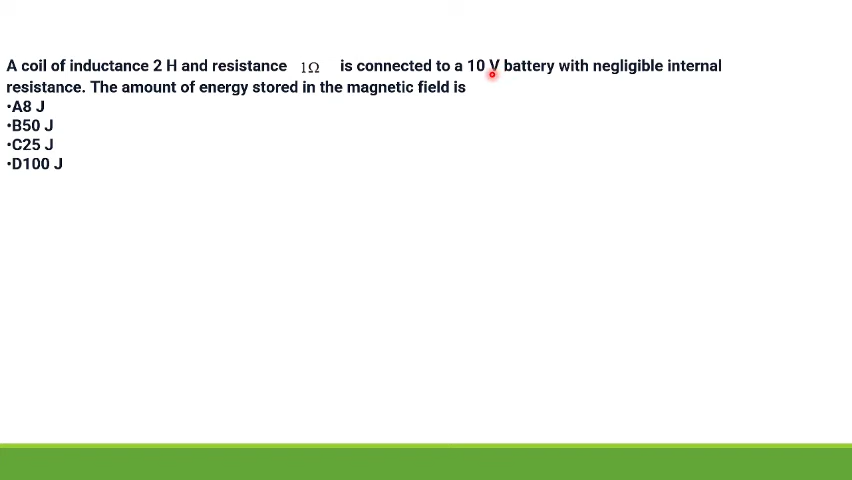 A coil of inductance 2 H and resistance 1Ω is connected to a 10 V battery with negligible internal
resistance. The amount of energy stored in the magnetic field is
•A8 J
•B50 J
•C25 J
•D100 J